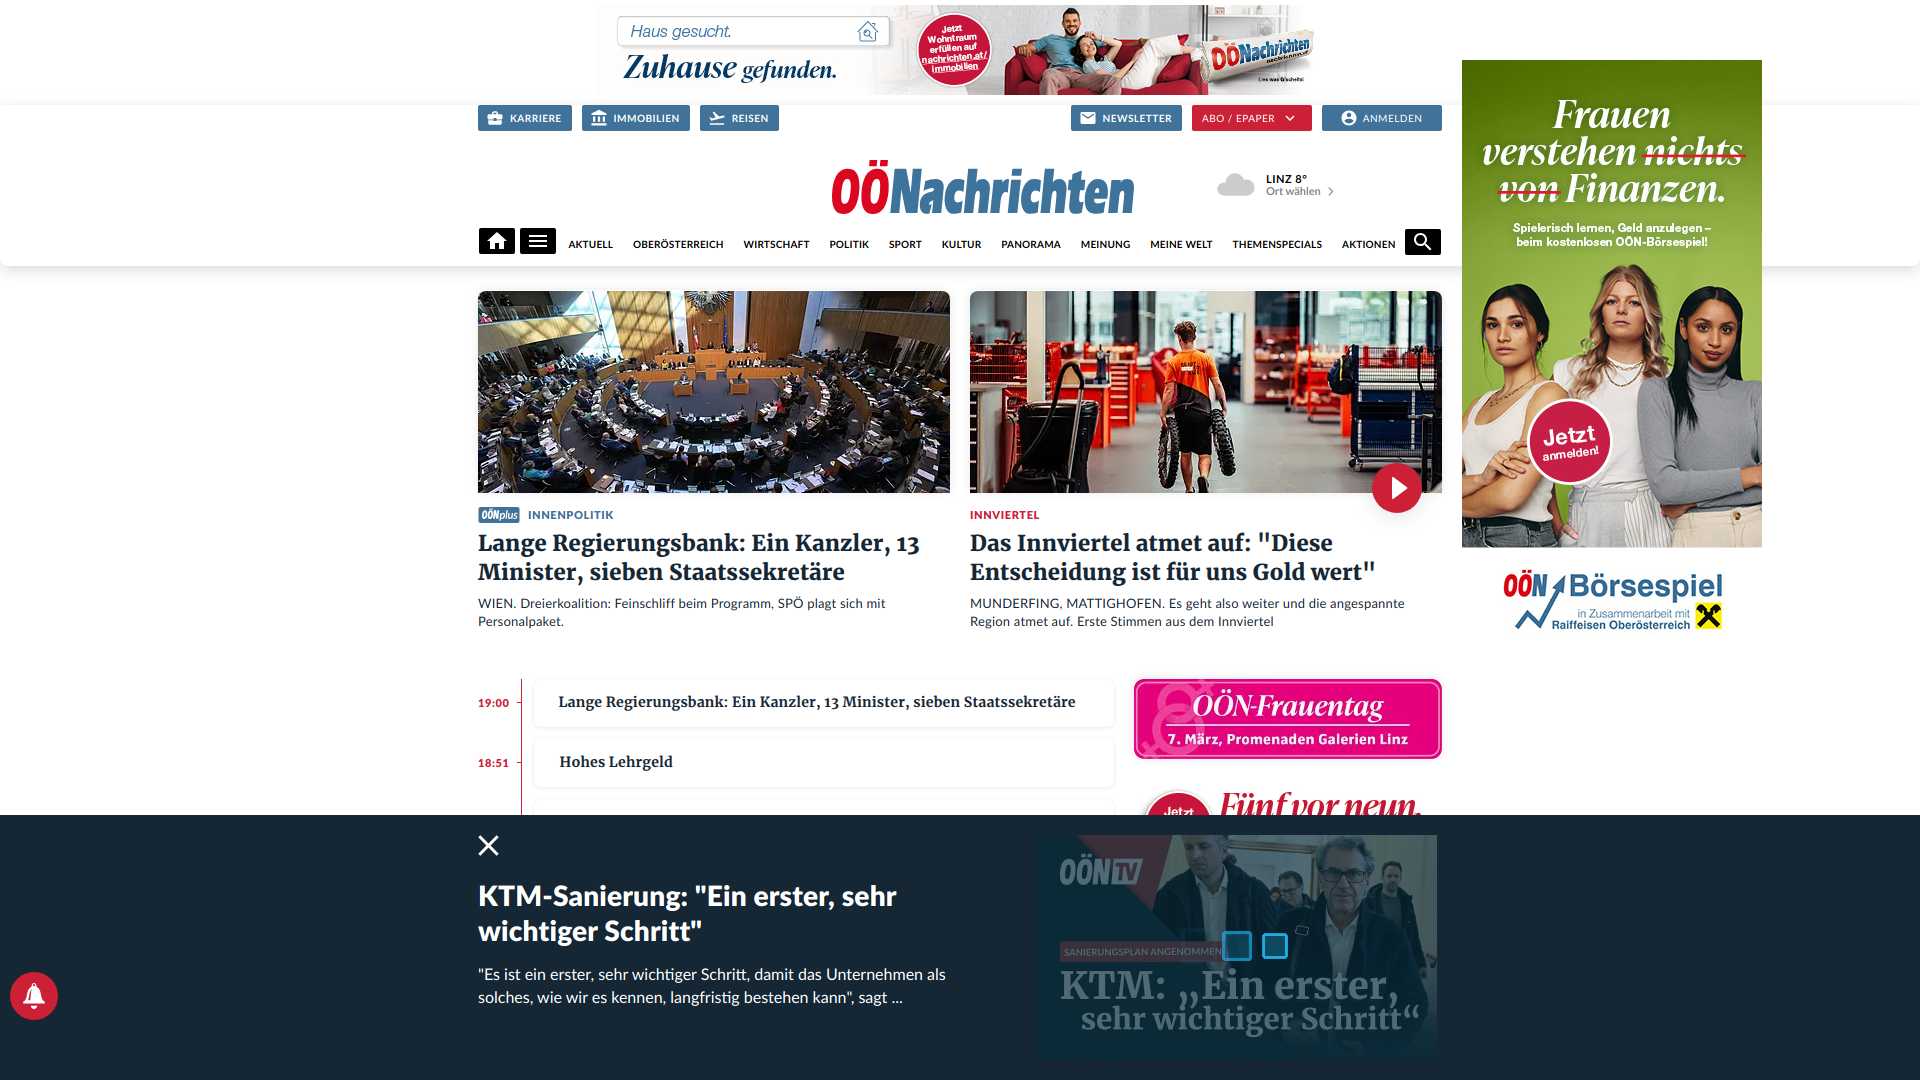 Haus gesucht.
Zuhause gefunden.
Jetzt
Wohntraum
erfüllen auf
nachrichten.at/
immobilien
OÖNachrichten
Lies was G'scheits!
KARRIERE
IMMOBILIEN
REISEN
NEWSLETTER
ABO / EPAPER
ANMELDEN
OÖNachrichten
LINZ 8°
Ort wählen
AKTUELL
OBERÖSTERREICH
WIRTSCHAFT
POLITIK
SPORT
KULTUR
PANORAMA
MEINUNG
MEINE WELT
THEMENSPECIALS
AKTIONEN
Frauen
verstehen nichts
von Finanzen.
Spielerisch lernen, Geld anzulegen –
beim kostenlosen OÖN-Börsespiel!
Jetzt
anmelden!
OÖN Börsespiel
in Zusammenarbeit mit
Raiffeisen Oberösterreich
OÖNplus INNENPOLITIK
Lange Regierungsbank: Ein Kanzler, 13
Minister, sieben Staatssekretäre
WIEN. Dreierkoalition: Feinschliff beim Programm, SPÖ plagt sich mit
Personalpaket.
INNVIERTEL
Das Innviertel atmet auf: "Diese
Entscheidung ist für uns Gold wert"
MUNDERFING, MATTIGHOFEN. Es geht also weiter und die angespannte
Region atmet auf. Erste Stimmen aus dem Innviertel
19:00
Lange Regierungsbank: Ein Kanzler, 13 Minister, sieben Staatssekretäre
18:51
Hohes Lehrgeld
OÖN-Frauentag
7. März, Promenaden Galerien Linz
Jetzt
Fünf vor neun.
KTM-Sanierung: "Ein erster, sehr
wichtiger Schritt"
"Es ist ein erster, sehr wichtiger Schritt, damit das Unternehmen als
solches, wie wir es kennen, langfristig bestehen kann", sagt ...
OÖN TV
SANIERUNGSPLAN ANGENOMMEN
KTM: „Ein erster,
sehr wichtiger Schritt“